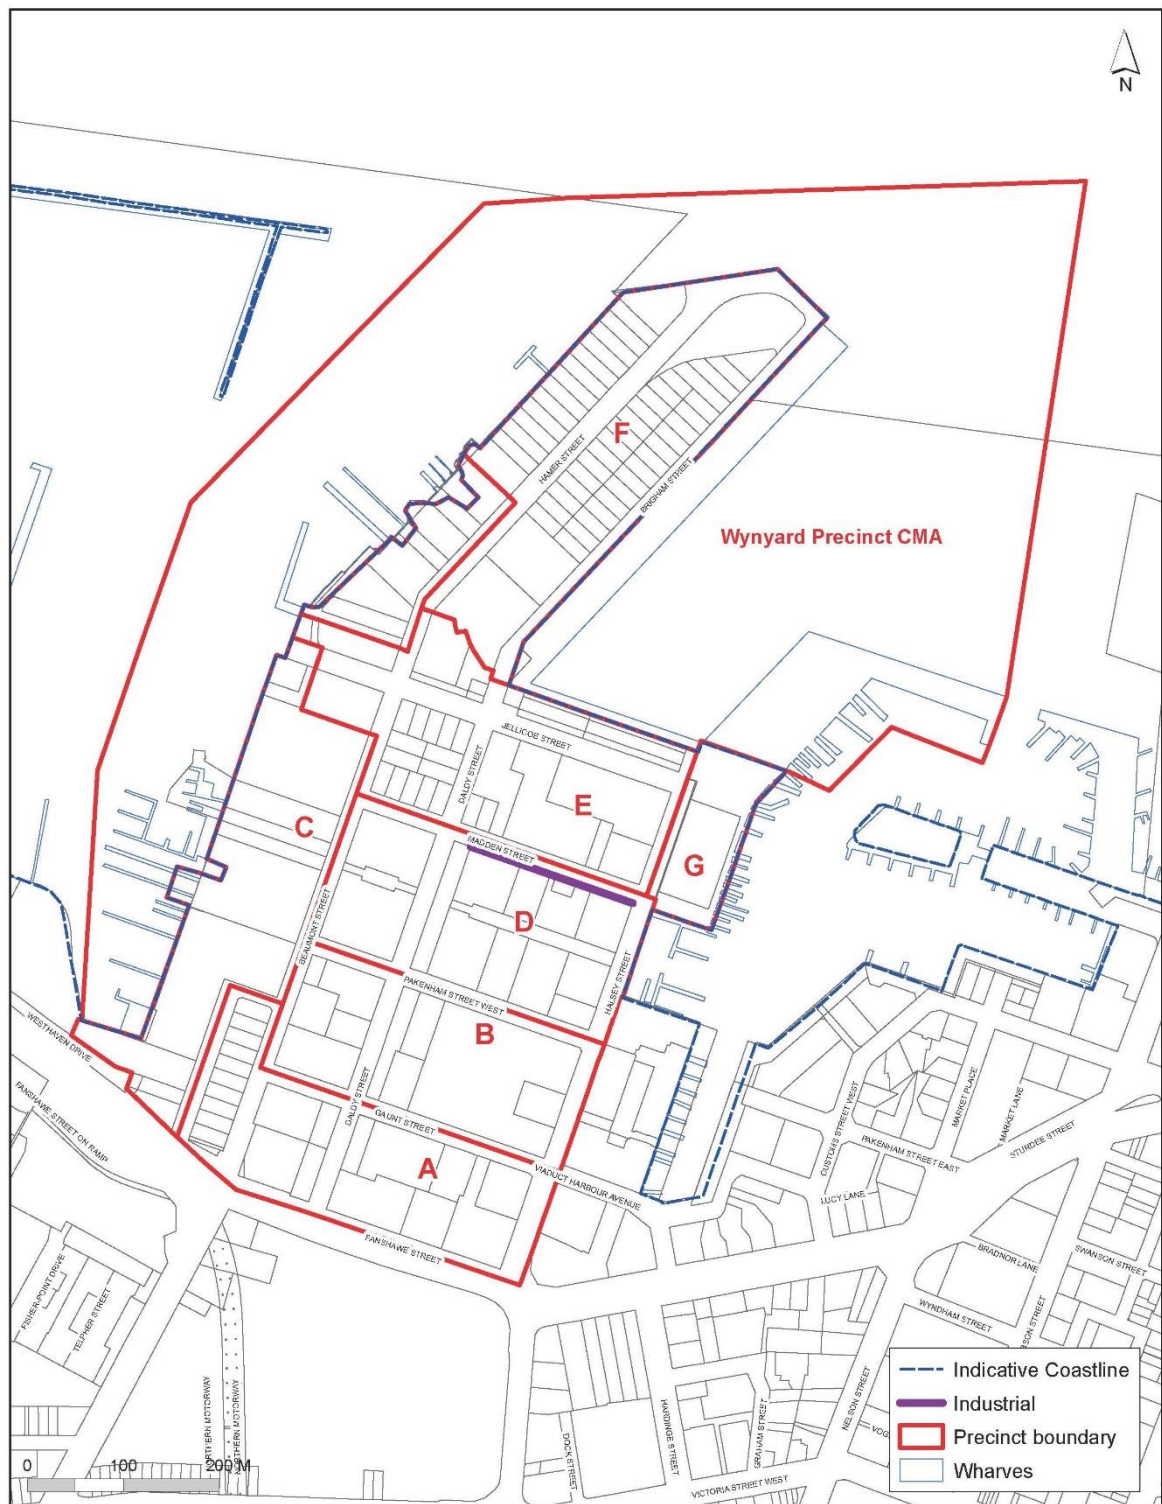 N
F
HAMER STREET
BRIGHAM STREET
Wynyard Precinct CMA
JELLICOE STREET
DALDY STREET
E
C
MADDEN STREET
G
D
BEAUMONT STREET
PAKENHAM STREET WEST
HALSEY STREET
B
WESTHAVEN DRIVE
FANSHAWE STREET ON RAMP
DALDY STREET
GAUNT STREET
A
VIADUCT HARBOUR AVENUE
FANSHAWE STREET
CUSTOMS STREET WEST
MARKET PLACE
MARKET LANE
STURDEE STREET
PAKENHAM STREET EAST
LUCY LANE
BRADNOR LANE
SWANSON STREET
FISHER-POINT DRIVE
TELPHER STREET
WYNDHAM STREET
BSON STREET
NELSON STREET
VOG
NORTHERN MOTORWAY
NORTHERN MOTORWAY
DOCK STREET
HARDINGE STREET
GRAHAM STREET
VICTORIA STREET WEST
Indicative Coastline
Industrial
Precinct boundary
Wharves
0 100 200 M